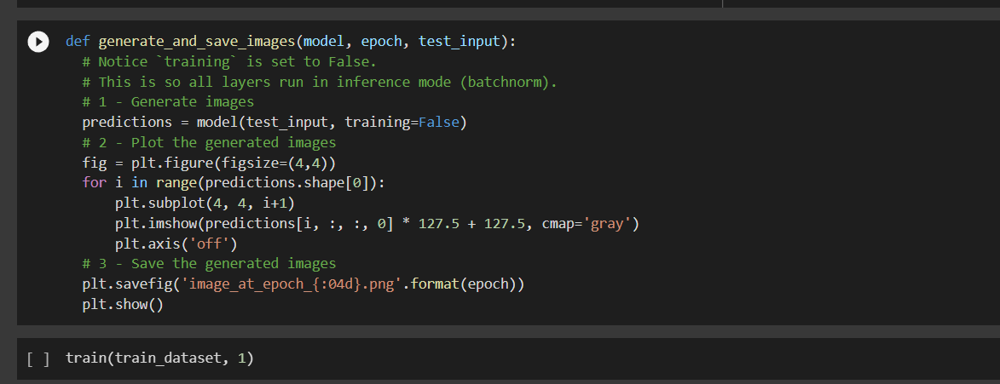 def generate_and_save_images(model, epoch, test_input):
  # Notice `training` is set to False.
  # This is so all layers run in inference mode (batchnorm).
  # 1 - Generate images
  predictions = model(test_input, training=False)
  # 2 - Plot the generated images
  fig = plt.figure(figsize=(4,4))
  for i in range(predictions.shape[0]):
      plt.subplot(4, 4, i+1)
      plt.imshow(predictions[i, :, :, 0] * 127.5 + 127.5, cmap='gray')
      plt.axis('off')
  # 3 - Save the generated images
  plt.savefig('image_at_epoch_{:04d}.png'.format(epoch))
  plt.show()
[ ] train(train_dataset, 1)